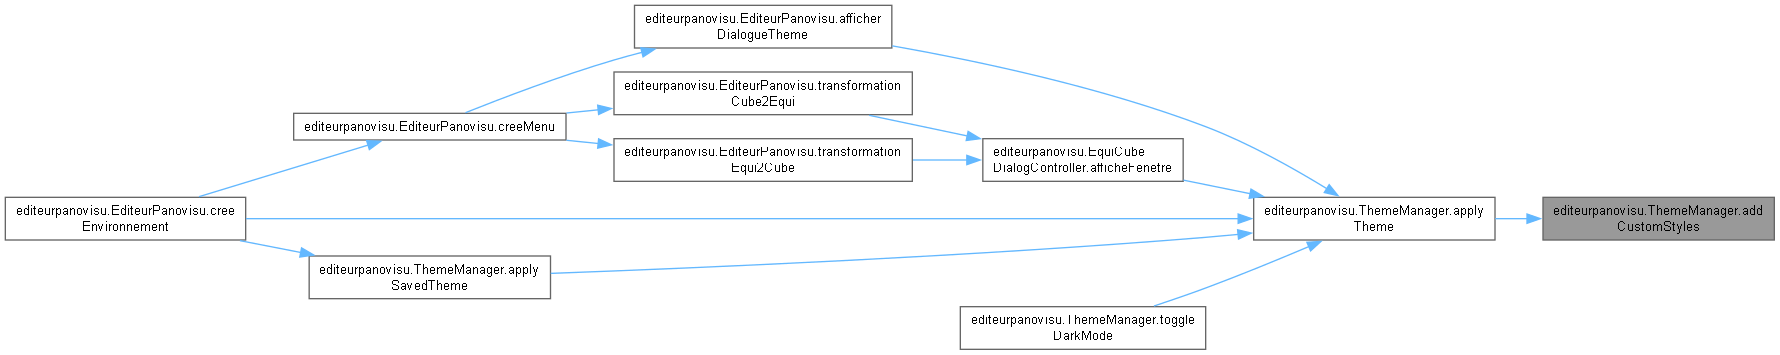 editeurpanovisu.EditeurPanovisu.afficher
DialogueTheme
editeurpanovisu.EditeurPanovisu.transformation
Cube2Equi
editeurpanovisu.EditeurPanovisu.creeMenu
editeurpanovisu.EditeurPanovisu.transformation
Equi2Cube
editeurpanovisu.EquiCube
DialogController.afficheFenetre
editeurpanovisu.EditeurPanovisu.cree
Environnement
editeurpanovisu.ThemeManager.apply
Theme
editeurpanovisu.ThemeManager.add
CustomStyles
editeurpanovisu.ThemeManager.apply
SavedTheme
editeurpanovisu.ThemeManager.toggle
DarkMode